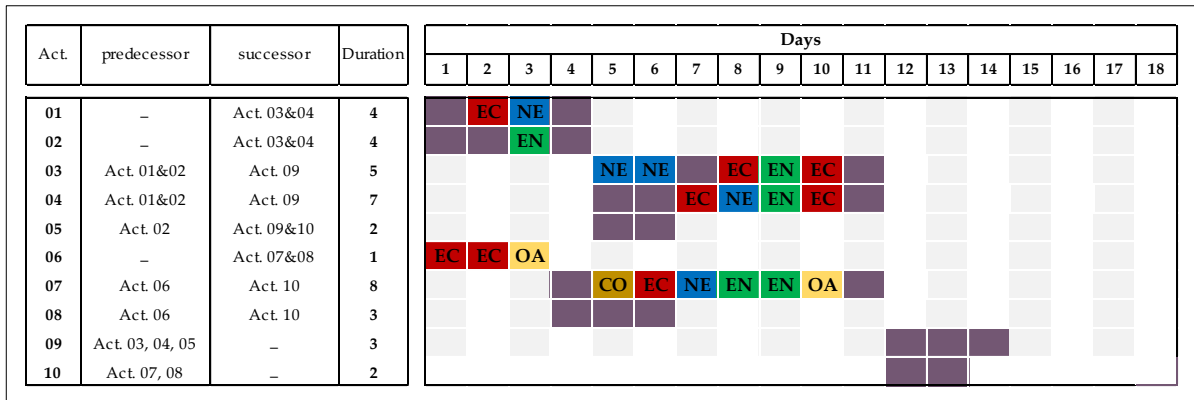 Act. predecessor successor Duration Days
1 2 3 4 5 6 7 8 9 10 11 12 13 14 15 16 17 18
01 – Act. 03&04 4 EC NE
02 – Act. 03&04 4 EN
03 Act. 01&02 Act. 09 5 NE NE EC EN EC
04 Act. 01&02 Act. 09 7 EC NE EN EC
05 Act. 02 Act. 09&10 2
06 – Act. 07&08 1 EC EC OA
07 Act. 06 Act. 10 8 CO EC NE EN EN OA
08 Act. 06 Act. 10 3
09 Act. 03, 04, 05 – 3
10 Act. 07, 08 – 2